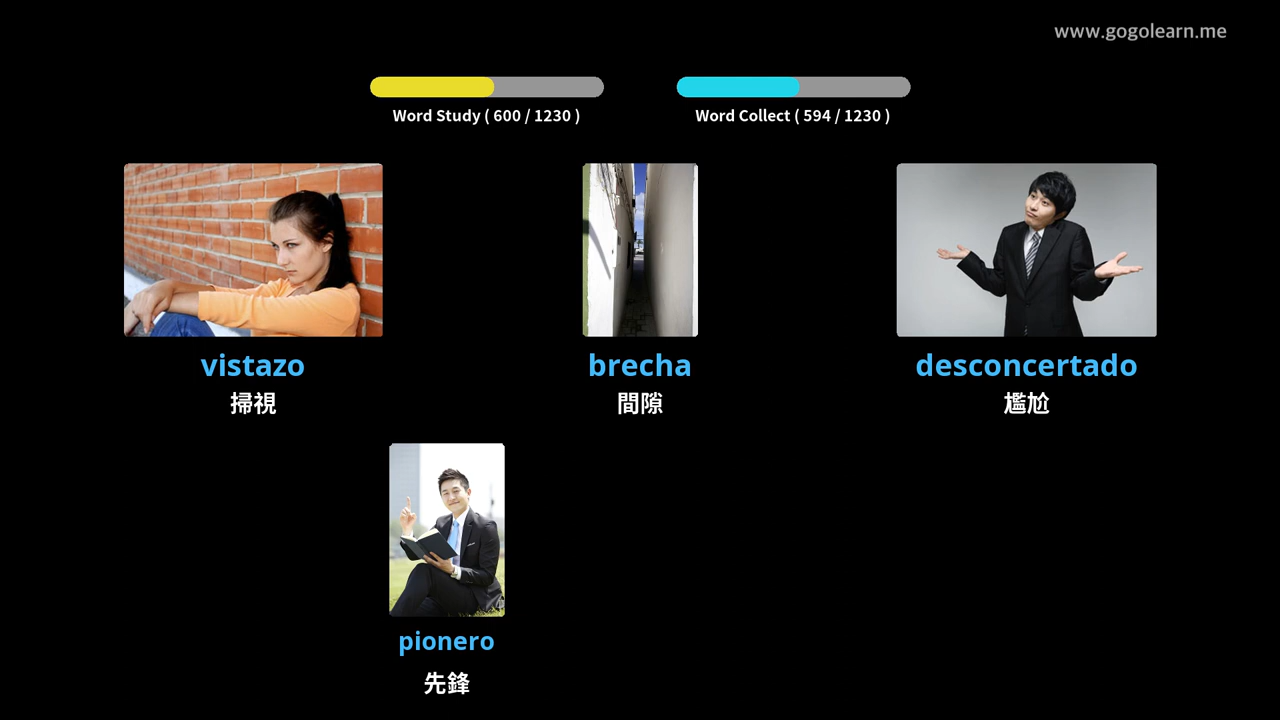 www.gogolearn.me
Word Study ( 600 / 1230 )
Word Collect ( 594 / 1230 )
vistazo
掃視
brecha
間隙
desconcertado
尷尬
pionero
先鋒